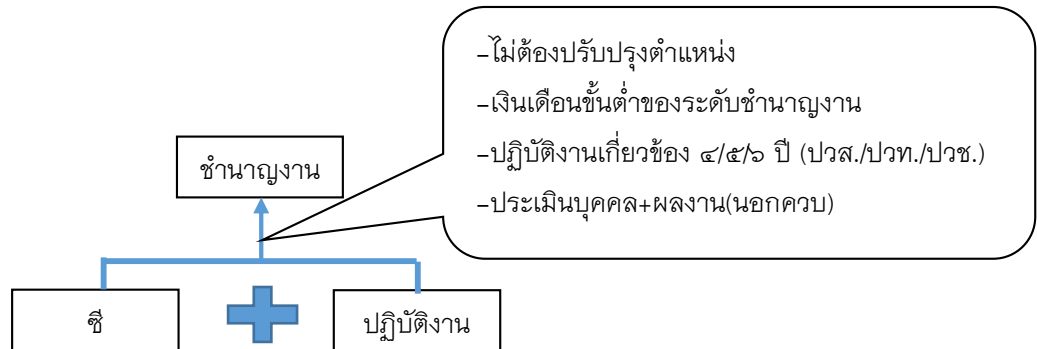 -ไม่ต้องปรับปรุงตำแหน่ง
-เงินเดือนขั้นต่ำของระดับชำนาญงาน
-ปฏิบัติงานเกี่ยวข้อง ๔/๕/๖ ปี (ปวส./ปวท./ปวช.)
-ประเมินบุคคล+ผลงาน(นอกควบ)
ชำนาญงาน
ซี
ปฏิบัติงาน